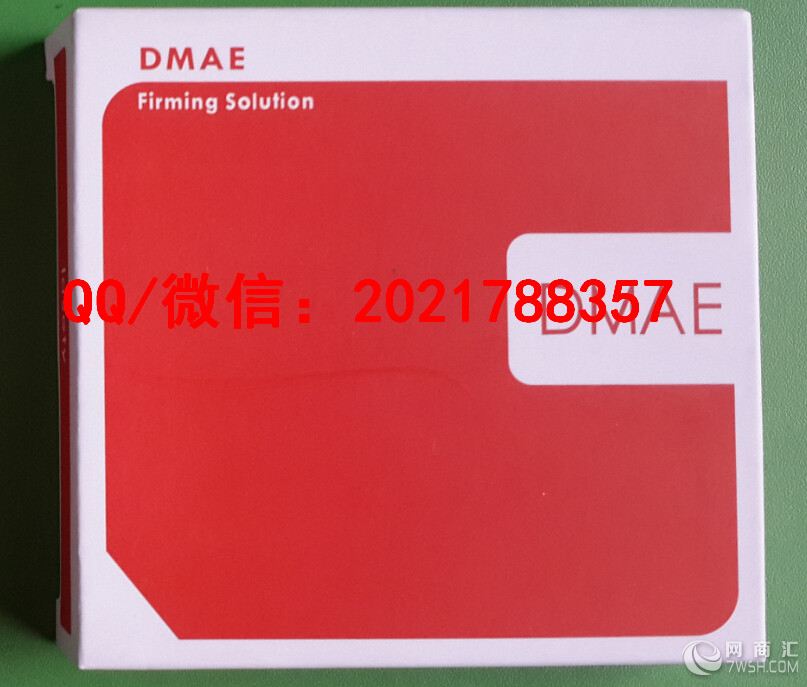 DMAE
Firming Solution
QQ/微信：2021788357
DMAE
网商汇
7WSH.COM